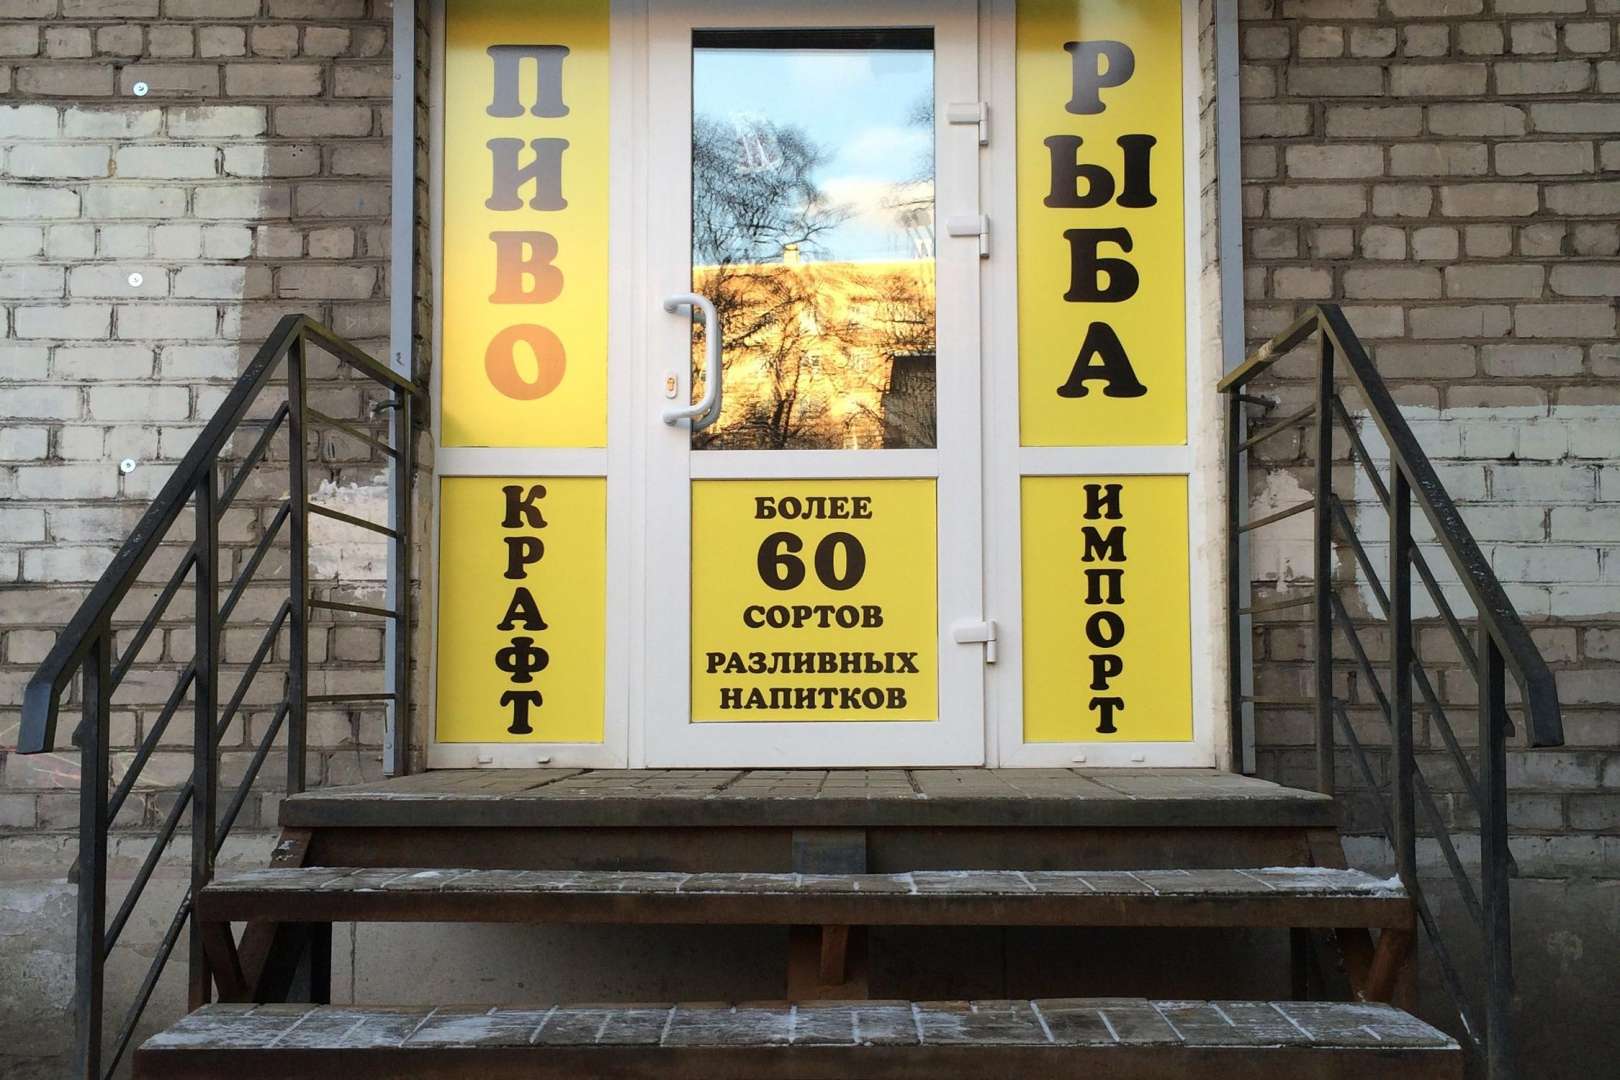 ПИВО
РЫБА
КРАФТ
БОЛЕЕ
60
СОРТОВ
РАЗЛИВНЫХ
НАПИТКОВ
ИМПОРТ